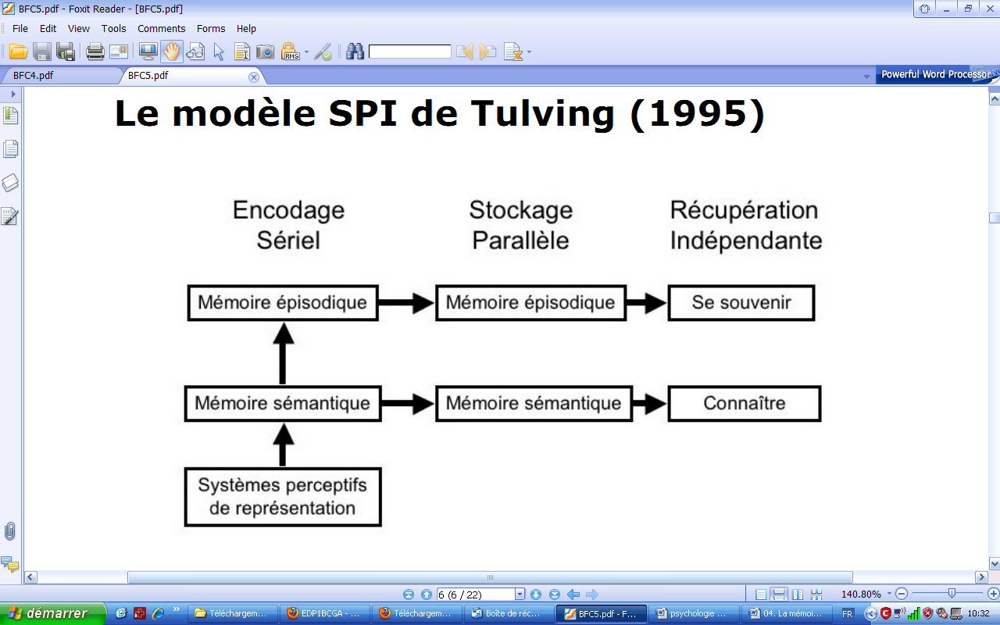 BFC5.pdf - Foxit Reader - [BFC5.pdf]
File Edit View Tools Comments Forms Help
RMS
BFC4.pdf BFC5.pdf Powerful Word Processor
Le modèle SPI de Tulving (1995)
Encodage Stockage Récupération
Sériel Parallèle Indépendante
Mémoire épisodique Mémoire épisodique Se souvenir
Mémoire sémantique Mémoire sémantique Connaître
Systèmes perceptifs
de représentation
6 (6 / 22) 140.80%
démarrer » Téléchargem... EDP1BCGA - ... Téléchargem... Boîte de réc... BFC5.pdf - F... psychologie ... 04. La mémoi... FR 10:32